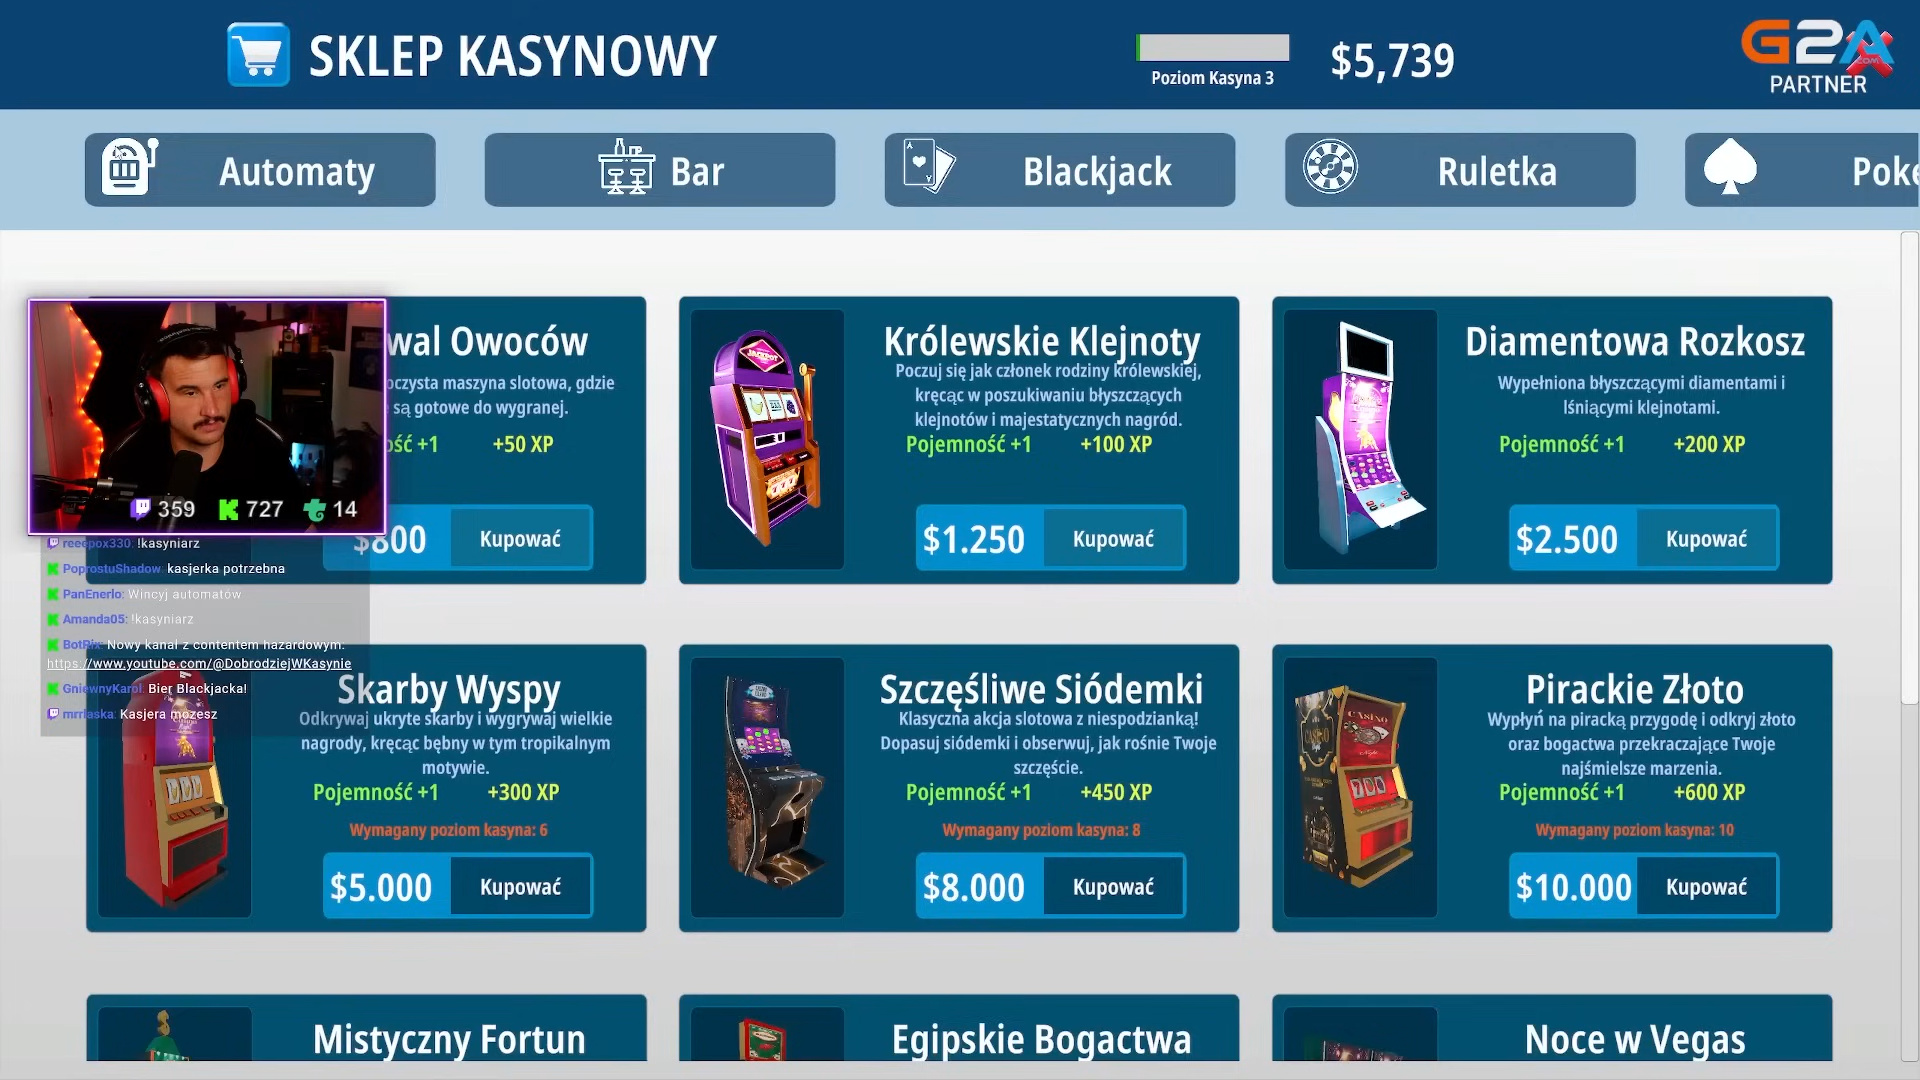 SKLEP KASYNOWY
Poziom Kasyna 3
$5,739
G2A
.COM
PARTNER
Automaty
Bar
Blackjack
Ruletka
Poke
wal Owoców
oczysta maszyna slotowa, gdzie
są gotowe do wygranej.
ość +1
+50 XP
$800
Kupować
Królewskie Klejnoty
Poczuj się jak członek rodziny królewskiej,
kręcąc w poszukiwaniu błyszczących
klejnotów i majestatycznych nagród.
Pojemność +1
+100 XP
$1.250
Kupować
Diamentowa Rozkosz
Wypełniona błyszczącymi diamentami i
lśniącymi klejnotami.
Pojemność +1
+200 XP
$2.500
Kupować
359
727
14
reeepox330: !kasyniarz
PoprostuShadow: kasjerka potrzebna
PanEnerlo: Wincyj automatów
Amanda05: !kasyniarz
BotRix: Nowy kanał z contentem hazardowym:
https://www.youtube.com/@DobrodziejWKasynie
GniewnyKarol: Bier Blackjacka!
mrrlaska: Kasjera możesz
Skarby Wyspy
Odkrywaj ukryte skarby i wygrywaj wielkie
nagrody, kręcąc bębny w tym tropikalnym
motywie.
Pojemność +1
+300 XP
Wymagany poziom kasyna: 6
$5.000
Kupować
Szczęśliwe Siódemki
Klasyczna akcja slotowa z niespodzianką!
Dopasuj siódemki i obserwuj, jak rośnie Twoje
szczęście.
Pojemność +1
+450 XP
Wymagany poziom kasyna: 8
$8.000
Kupować
Pirackie Złoto
Wypłyń na piracką przygodę i odkryj złoto
oraz bogactwa przekraczające Twoje
najśmielsze marzenia.
Pojemność +1
+600 XP
Wymagany poziom kasyna: 10
$10.000
Kupować
Mistyczny Fortun
Egipskie Bogactwa
Noce w Vegas